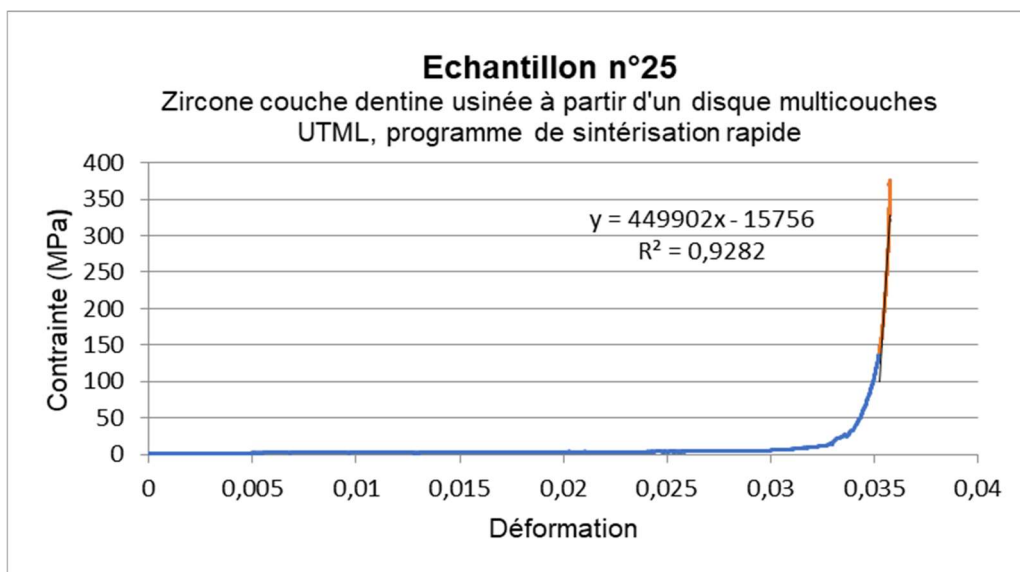 Echantillon n°25
Zircone couche dentine usinée à partir d'un disque multicouches
UTML, programme de sintérisation rapide
Contrainte (MPa)
400
350
300
250
200
150
100
50
0
y = 449902x - 15756
R² = 0,9282
0 0,005 0,01 0,015 0,02 0,025 0,03 0,035 0,04
Déformation